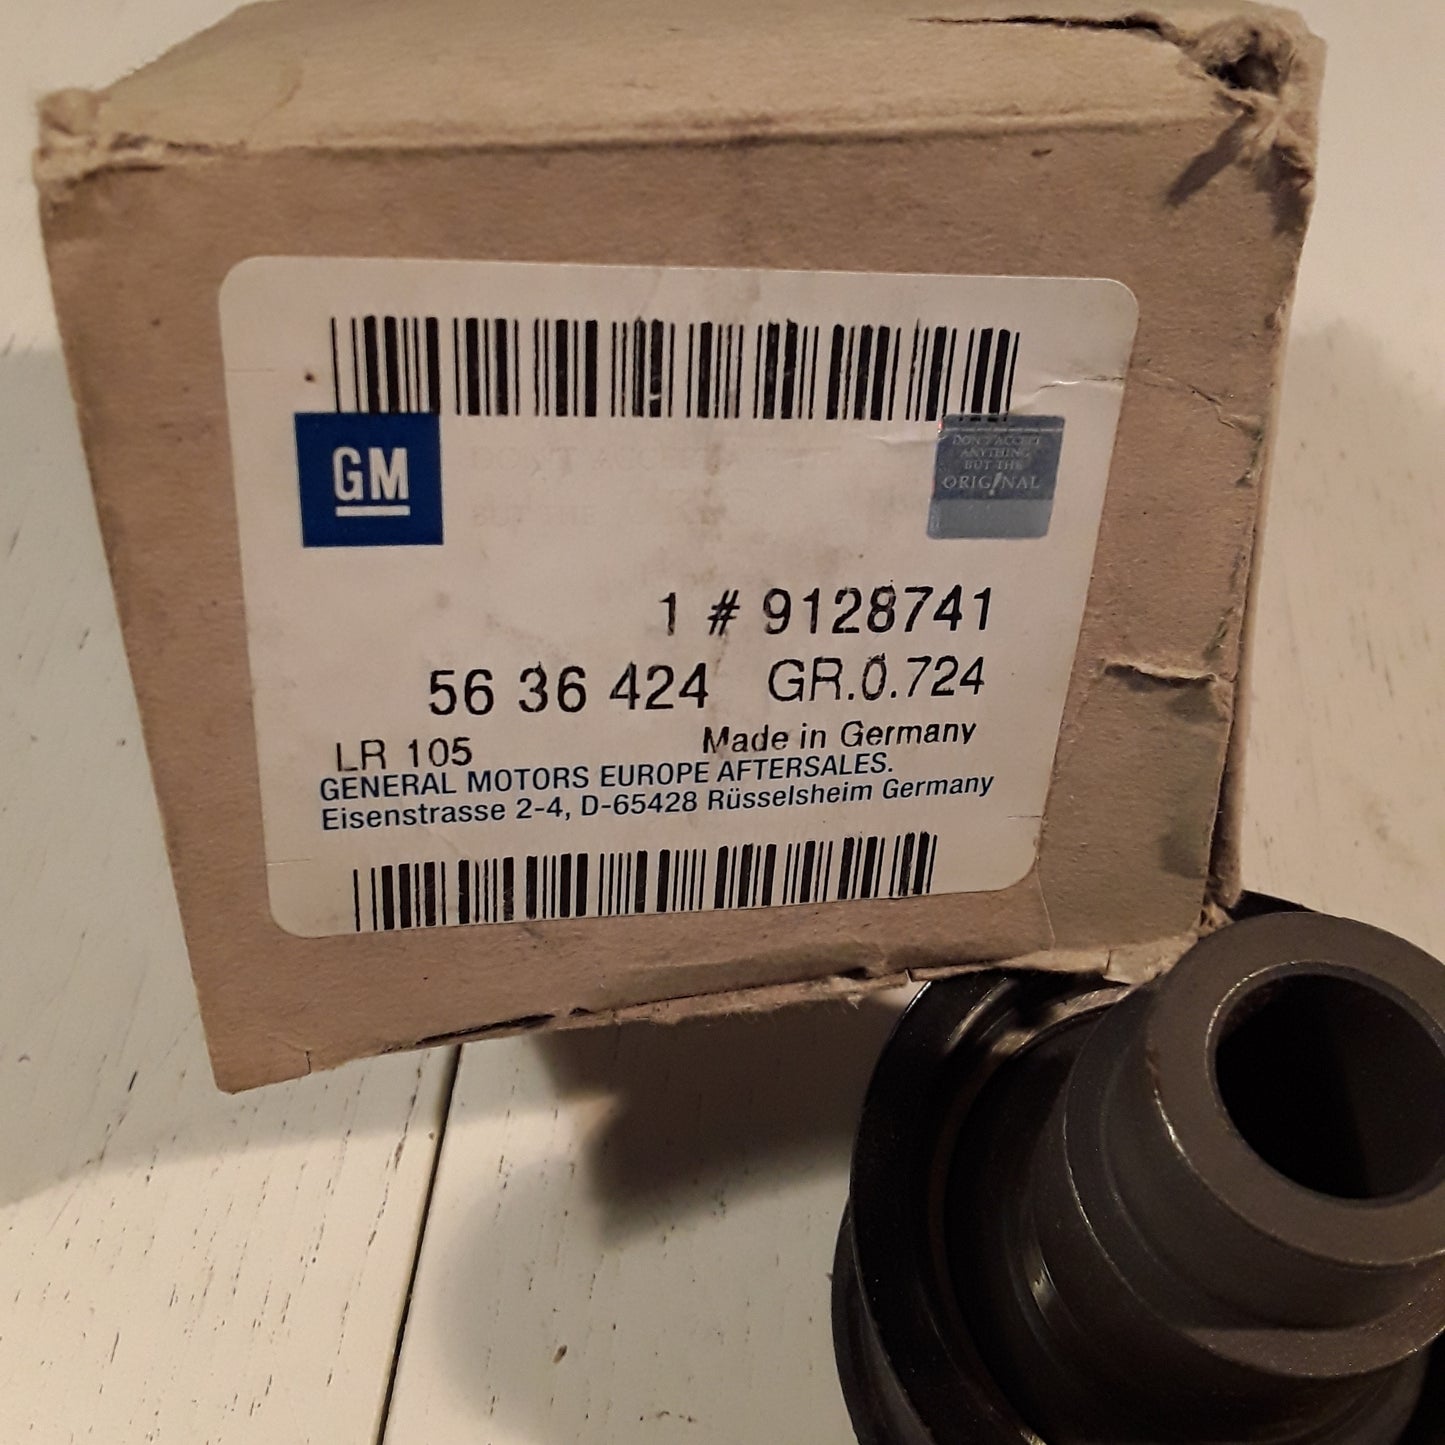 GM
DON'T ACCEPT
ANYTHING
BUT THE
ORIGINAL
1 # 9128741
56 36 424 GR.0.724
LR 105 Made in Germany
GENERAL MOTORS EUROPE AFTERSALES.
Eisenstrasse 2-4, D-65428 Rüsselsheim Germany